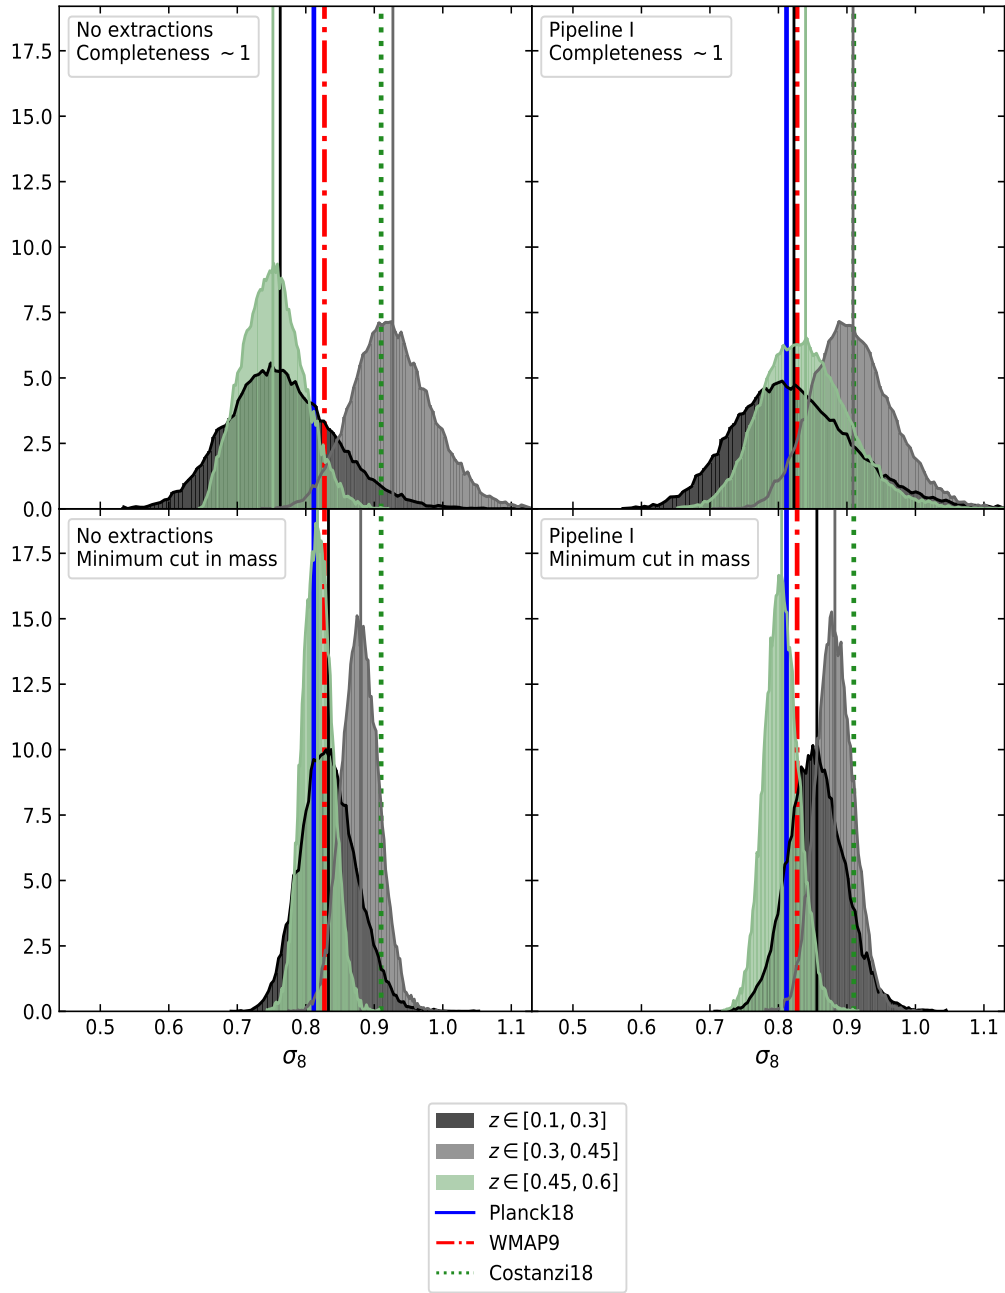 No extractions
Completeness ∼1
Pipeline I
Completeness ∼1
17.5
15.0
12.5
10.0
7.5
5.0
2.5
0.0
No extractions
Minimum cut in mass
Pipeline I
Minimum cut in mass
17.5
15.0
12.5
10.0
7.5
5.0
2.5
0.0
0.5 0.6 0.7 0.8 0.9 1.0 1.1
0.5 0.6 0.7 0.8 0.9 1.0 1.1
σ8
σ8
z ∈ [0.1, 0.3]
z ∈ [0.3, 0.45]
z ∈ [0.45, 0.6]
Planck18
WMAP9
Costanzi18